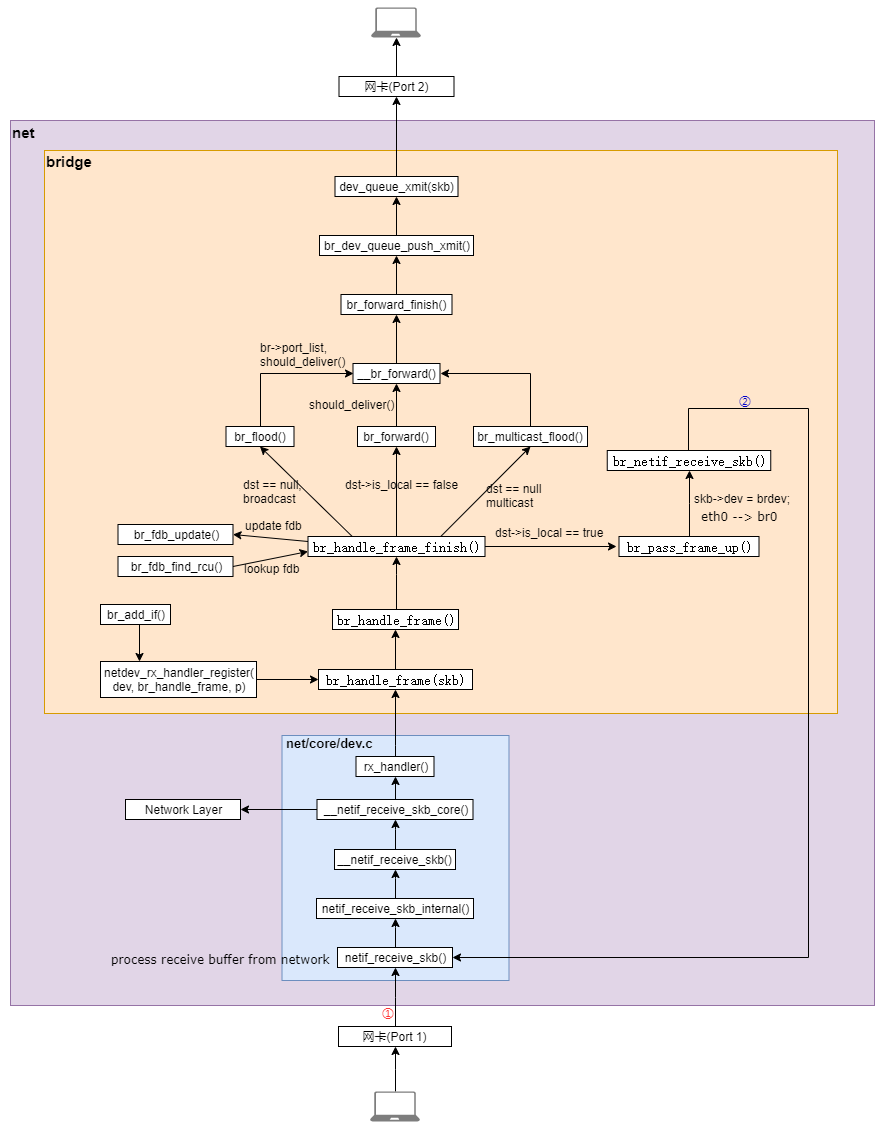 网卡(Port 2)
net
bridge
dev_queue_xmit(skb)
br_dev_queue_push_xmit()
br_forward_finish()
br->port_list,
should_deliver()
__br_forward()
②
should_deliver()
br_flood()
br_forward()
br_multicast_flood()
br_netif_receive_skb()
dst == null,
broadcast
dst->is_local == false
dst == null
multicast
skb->dev = brdev;
eth0 --> br0
br_fdb_update()
update fdb
dst->is_local == true
br_handle_frame_finish()
br_pass_frame_up()
br_fdb_find_rcu()
lookup fdb
br_add_if()
br_handle_frame()
netdev_rx_handler_register(
dev, br_handle_frame, p)
br_handle_frame(skb)
net/core/dev.c
rx_handler()
Network Layer
__netif_receive_skb_core()
__netif_receive_skb()
netif_receive_skb_internal()
process receive buffer from network
netif_receive_skb()
①
网卡(Port 1)